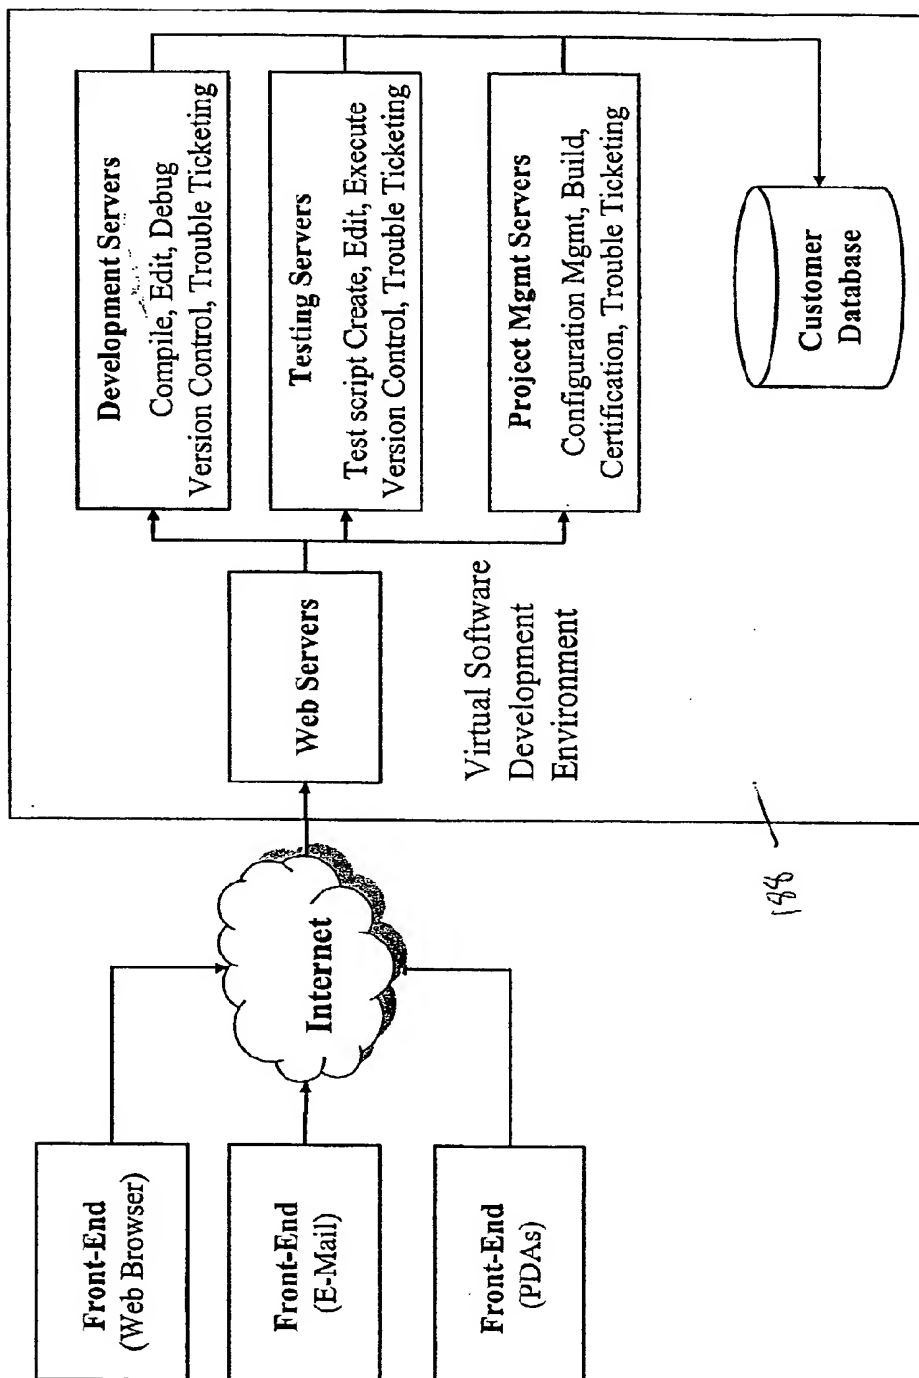 Front-End
(Web Browser)
Front-End
(E-Mail)
Front-End
(PDAs)
Internet
Web Servers
Virtual Software
Development
Environment
Development Servers
Compile, Edit, Debug
Version Control, Trouble Ticketing
Testing Servers
Test script Create, Edit, Execute
Version Control, Trouble Ticketing
Project Mgmt Servers
Configuration Mgmt, Build,
Certification, Trouble Ticketing
Customer
Database
188